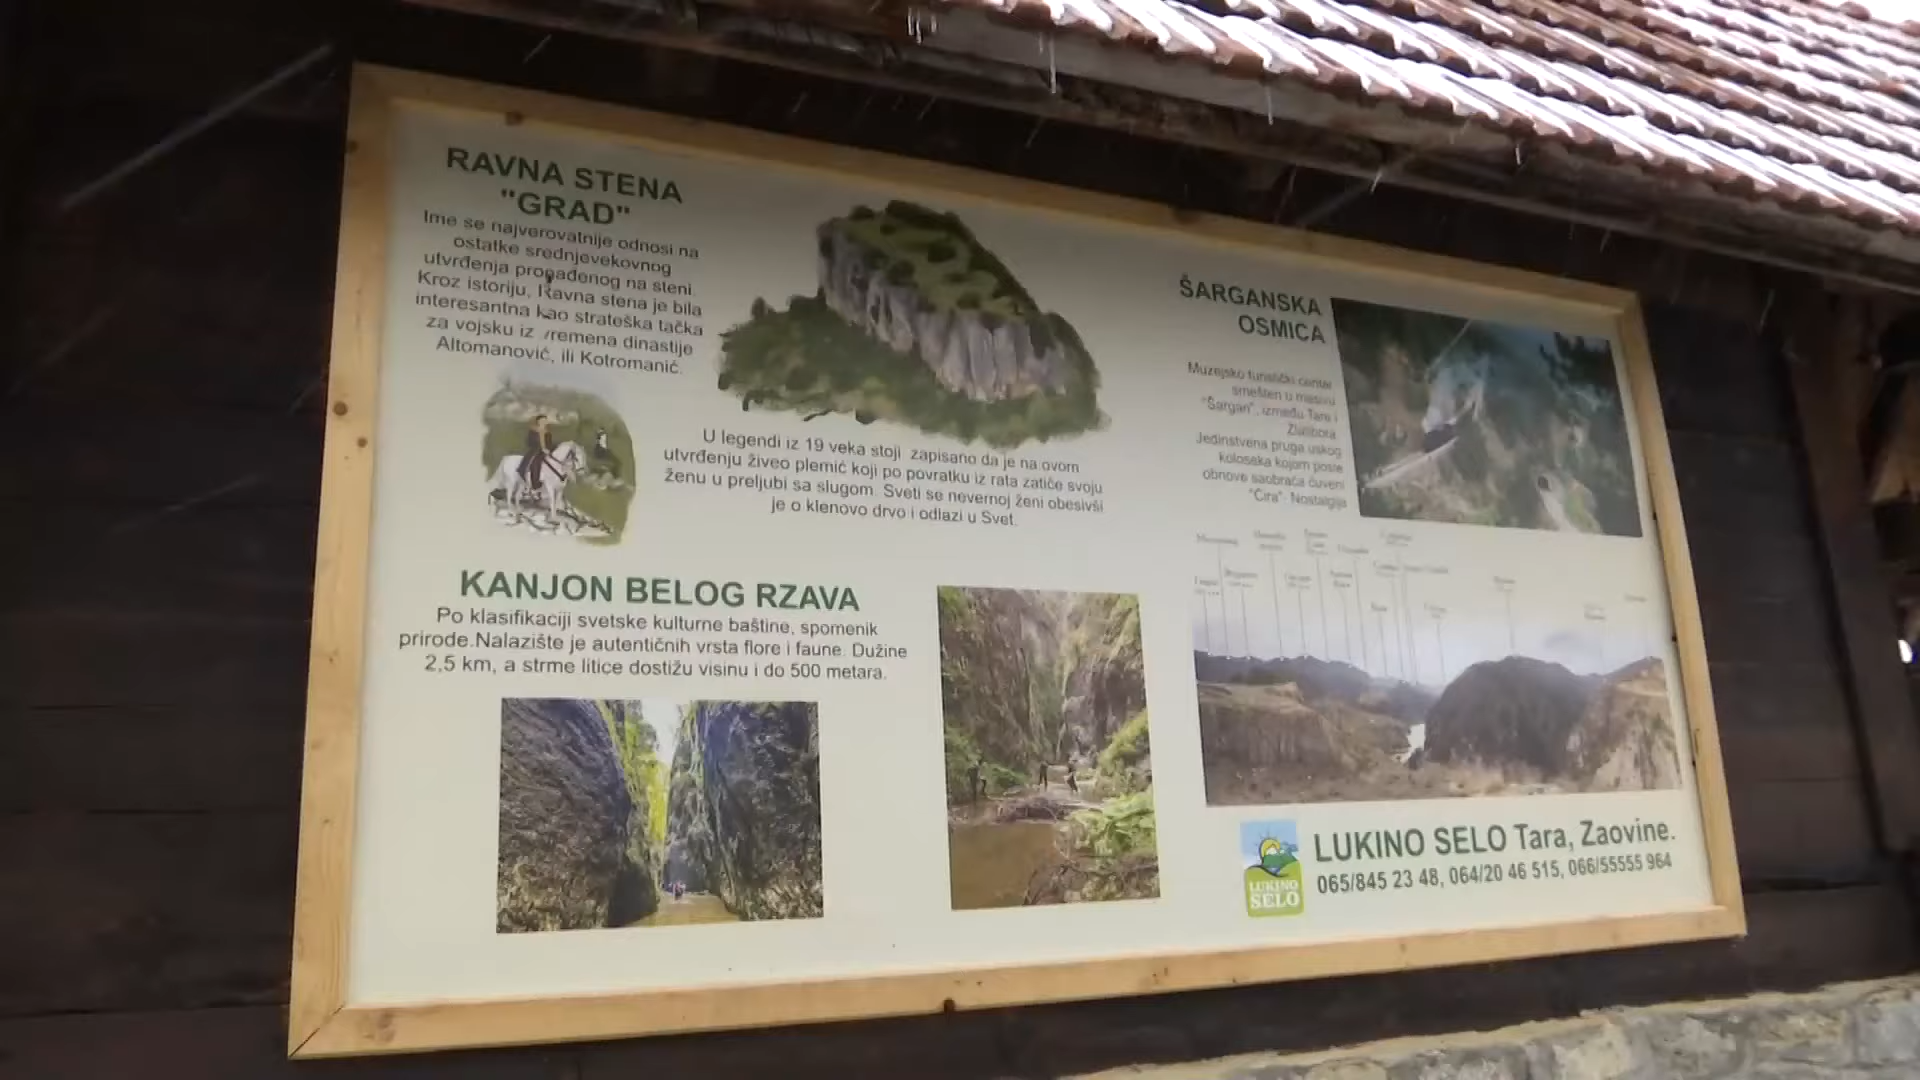 RAVNA STENA
"GRAD"
Ime se najverovatnije odnosi na
ostatke srednjevekovnog
utvrđenja propađenog na steni.
Kroz istoriju, Ravna stena je bila
interesantna kao strateška tačka
za vojsku iz vremena dinastije
Altomanović, ili Kotromanić.
U legendi iz 19 veka stoji zapisano da je na ovom
utvrđenju živeo plemić koji po povratku iz rata zatiče svoju
ženu u preljubi sa slugom. Sveti se nevernoj ženi obesivši
je o klenovo drvo i odlazi u Svet.
KANJON BELOG RZAVA
Po klasifikaciji svetske kulturne baštine, spomenik
prirode.Nalazište je autentičnih vrsta flore i faune. Dužine
2,5 km, a strme litice dostižu visinu i do 500 metara.
ŠARGANSKA
OSMICA
Muzejsko turistički centar
smešten u masivu
"Šargan", između Tare i
Zlatibora.
Jedinstvena pruga uskog
koloseka kojom posle
obnove saobraća čuveni
"Ćira". Nostalgija
LUKINO
SELO
LUKINO SELO Tara, Zaovine.
065/845 23 48, 064/20 46 515, 066/55555 964